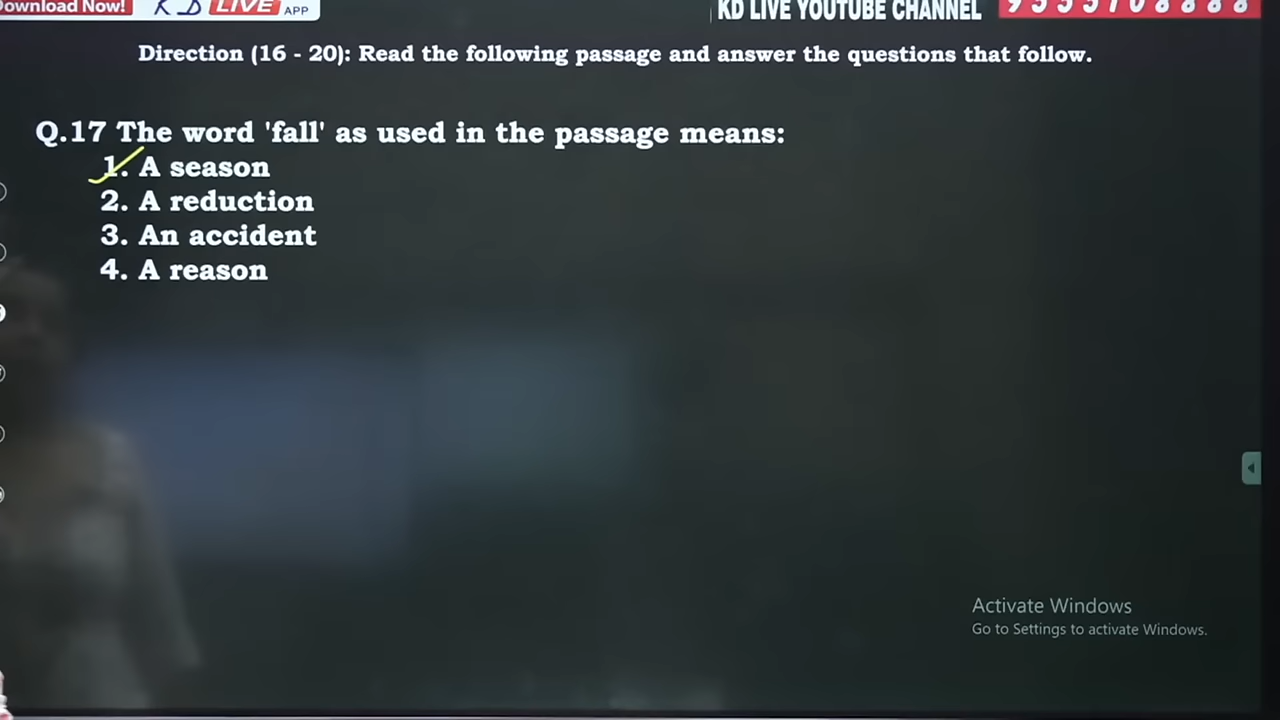 Download Now!
KD LIVE APP
KD LIVE YOUTUBE CHANNEL
Direction (16 - 20): Read the following passage and answer the questions that follow.
Q.17 The word 'fall' as used in the passage means:
1. A season
2. A reduction
3. An accident
4. A reason
Activate Windows
Go to Settings to activate Windows.